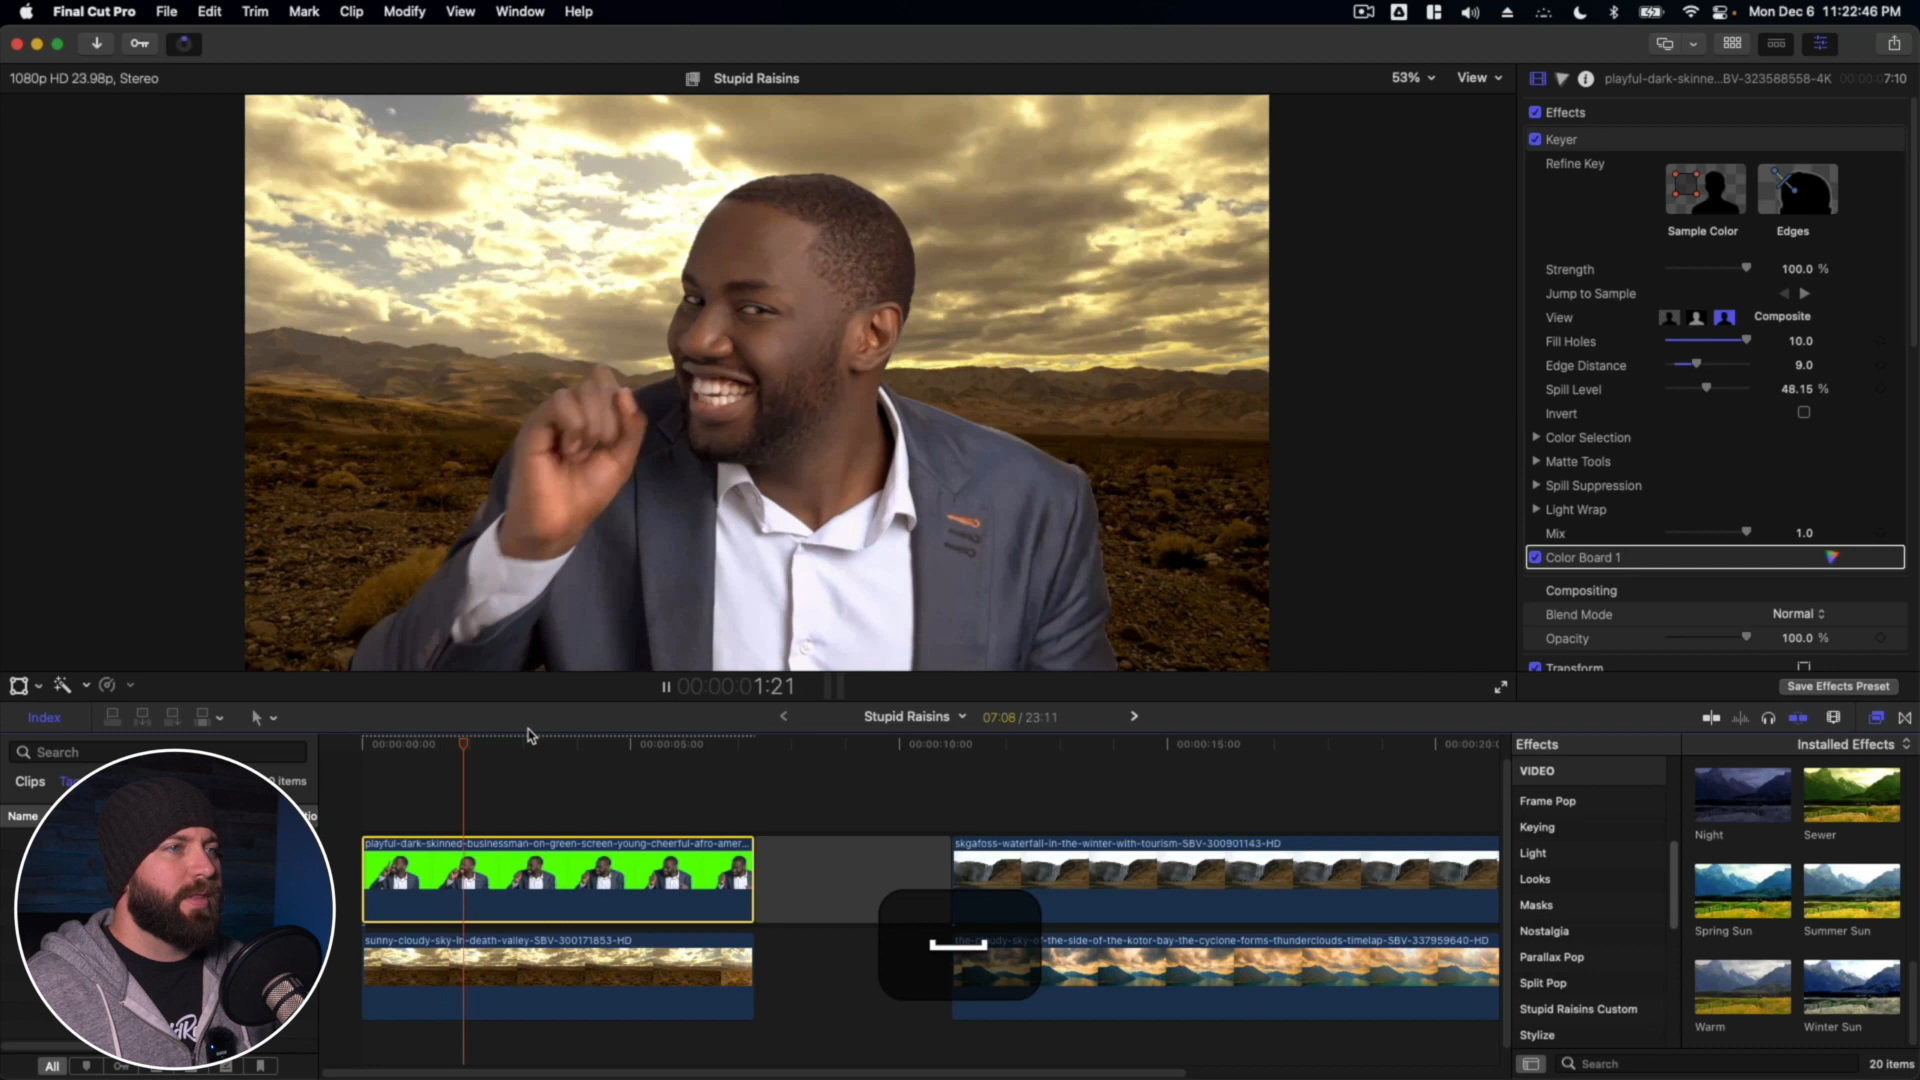 Final Cut Pro File Edit Trim Mark Clip Modify View Window Help Mon Dec 6 11:22:46 PM
1080p HD 23.98p, Stereo
Stupid Raisins
53% View
playful-dark-skinne...BV-323588558-4K 00:00:07:10
Effects
Keyer
Refine Key
Sample Color Edges
Strength 100.0 %
Jump to Sample
View Composite
Fill Holes 10.0
Edge Distance 9.0
Spill Level 48.15 %
Invert
Color Selection
Matte Tools
Spill Suppression
Light Wrap
Mix 1.0
Color Board 1
Compositing
Blend Mode Normal
Opacity 100.0 %
Transform
Save Effects Preset
00:00:01:21
Index
Stupid Raisins 07:08 / 23:11
Search
Clips
items
Name
00:00:00:00 00:00:05:00 00:00:10:00 00:00:15:00
playful-dark-skinned-businessman-on-green-screen-young-cheerful-afro-amer...
skgafoss-waterfall-in-the-winter-with-tourism-SBV-300901143-HD
sunny-cloudy-sky-in-death-valley-SBV-300171853-HD
the-cloudy-sky-of-the-side-of-the-kotor-bay-the-cyclone-forms-thunderclouds-timelap-SBV-337959640-HD
All
Effects Installed Effects
VIDEO
Frame Pop
Keying
Light
Looks
Masks
Nostalgia
Parallax Pop
Split Pop
Stupid Raisins Custom
Stylize
Night Sewer
Spring Sun Summer Sun
Warm Winter Sun
Search 20 items